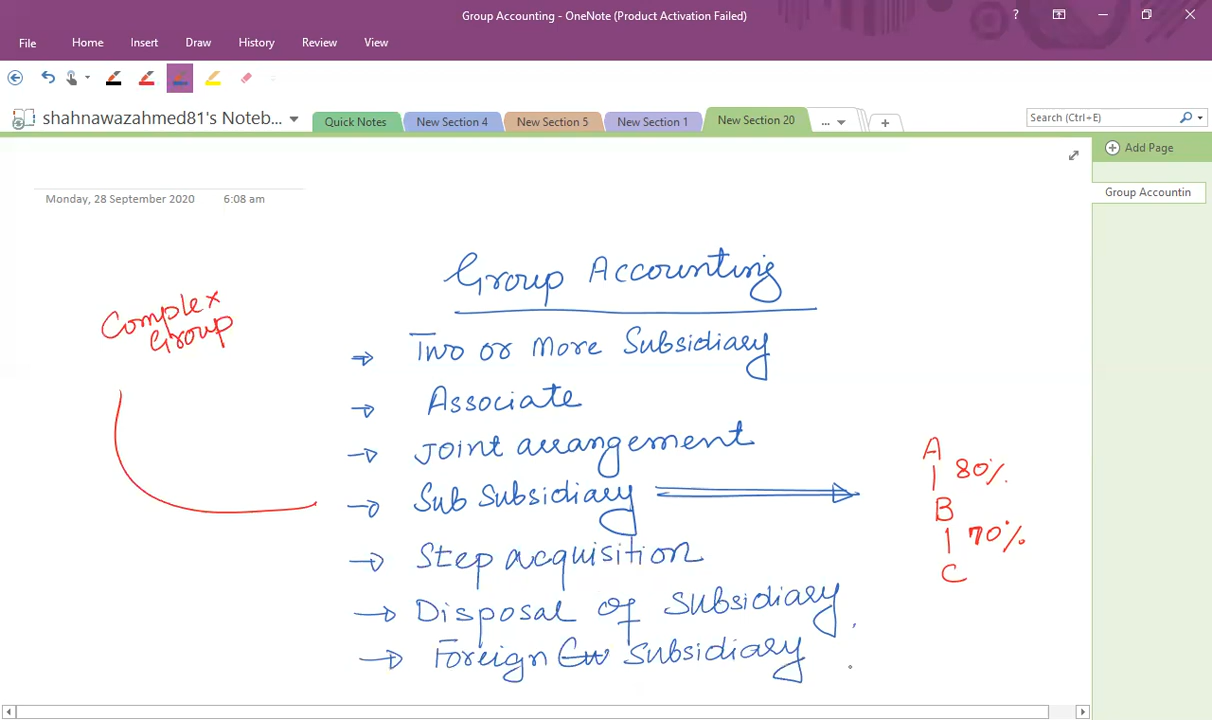 Group Accounting - OneNote (Product Activation Failed)
?
File Home Insert Draw History Review View
shahnawazahmed81's Noteb...
Quick Notes New Section 4 New Section 5 New Section 1 New Section 20 ...
Search (Ctrl+E)
Add Page
Group Accountin
Monday, 28 September 2020 6:08 am
Group Accounting
Complex
Group
→ Two or More Subsidiary
→ Associate
→ Joint arrangement
→ Sub Subsidiary
→ Step acquisition
→ Disposal of Subsidiary
→ Foreign Subsidiary
A
80%
B
70%
C